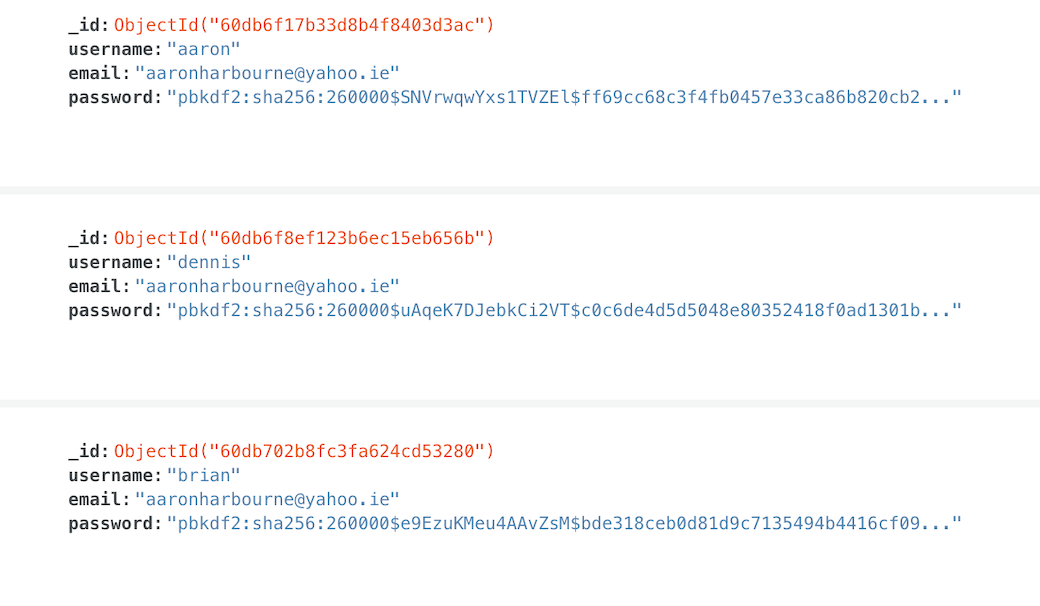 _id: ObjectId("60db6f17b33d8b4f8403d3ac")
username: "aaron"
email: "aaronharbourne@yahoo.ie"
password: "pbkdf2:sha256:260000$SNVrwqwYxs1TVZEl$ff69cc68c3f4fb0457e33ca86b820cb2..."
_id: ObjectId("60db6f8ef123b6ec15eb656b")
username: "dennis"
email: "aaronharbourne@yahoo.ie"
password: "pbkdf2:sha256:260000$uAqeK7DJebkCi2VT$c0c6de4d5d5048e80352418f0ad1301b..."
_id: ObjectId("60db702b8fc3fa624cd53280")
username: "brian"
email: "aaronharbourne@yahoo.ie"
password: "pbkdf2:sha256:260000$e9EzuKMeu4AAvZsM$bde318ceb0d81d9c7135494b4416cf09..."